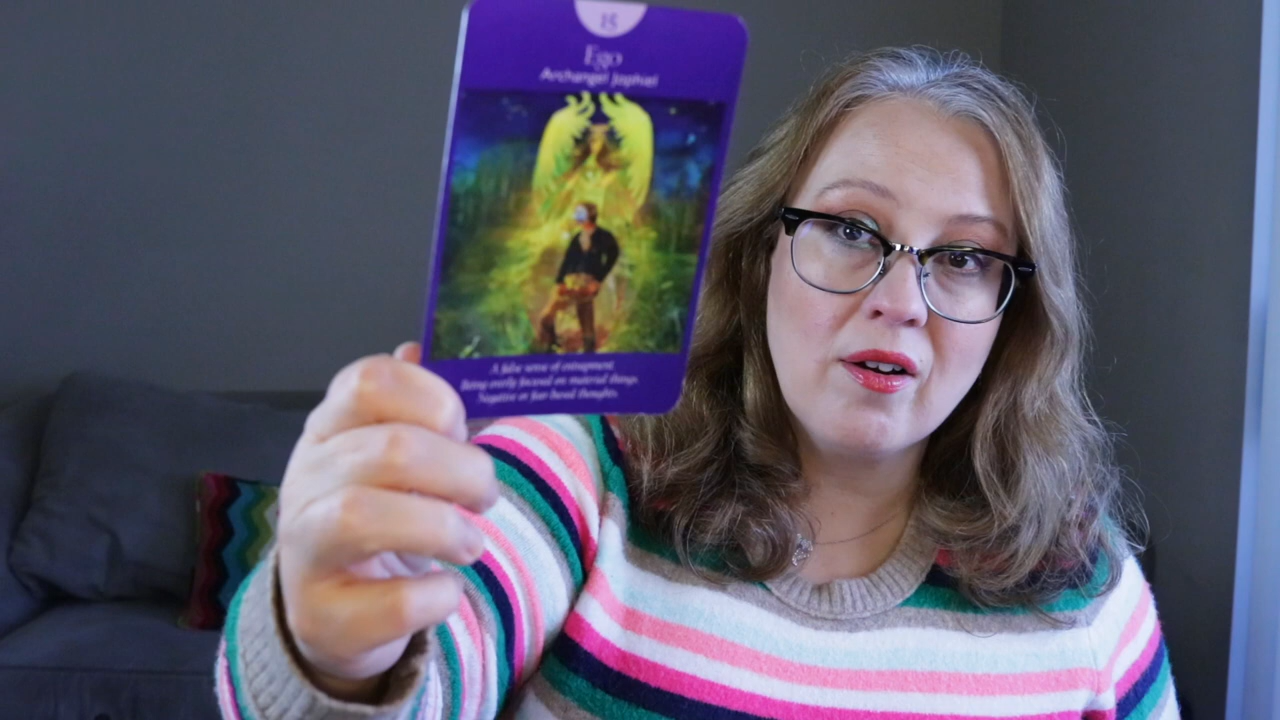 15
Ego
Archangel Jophiel
A false sense of entrapment.
Being overly focused on material things.
Negative or fear-based thoughts.